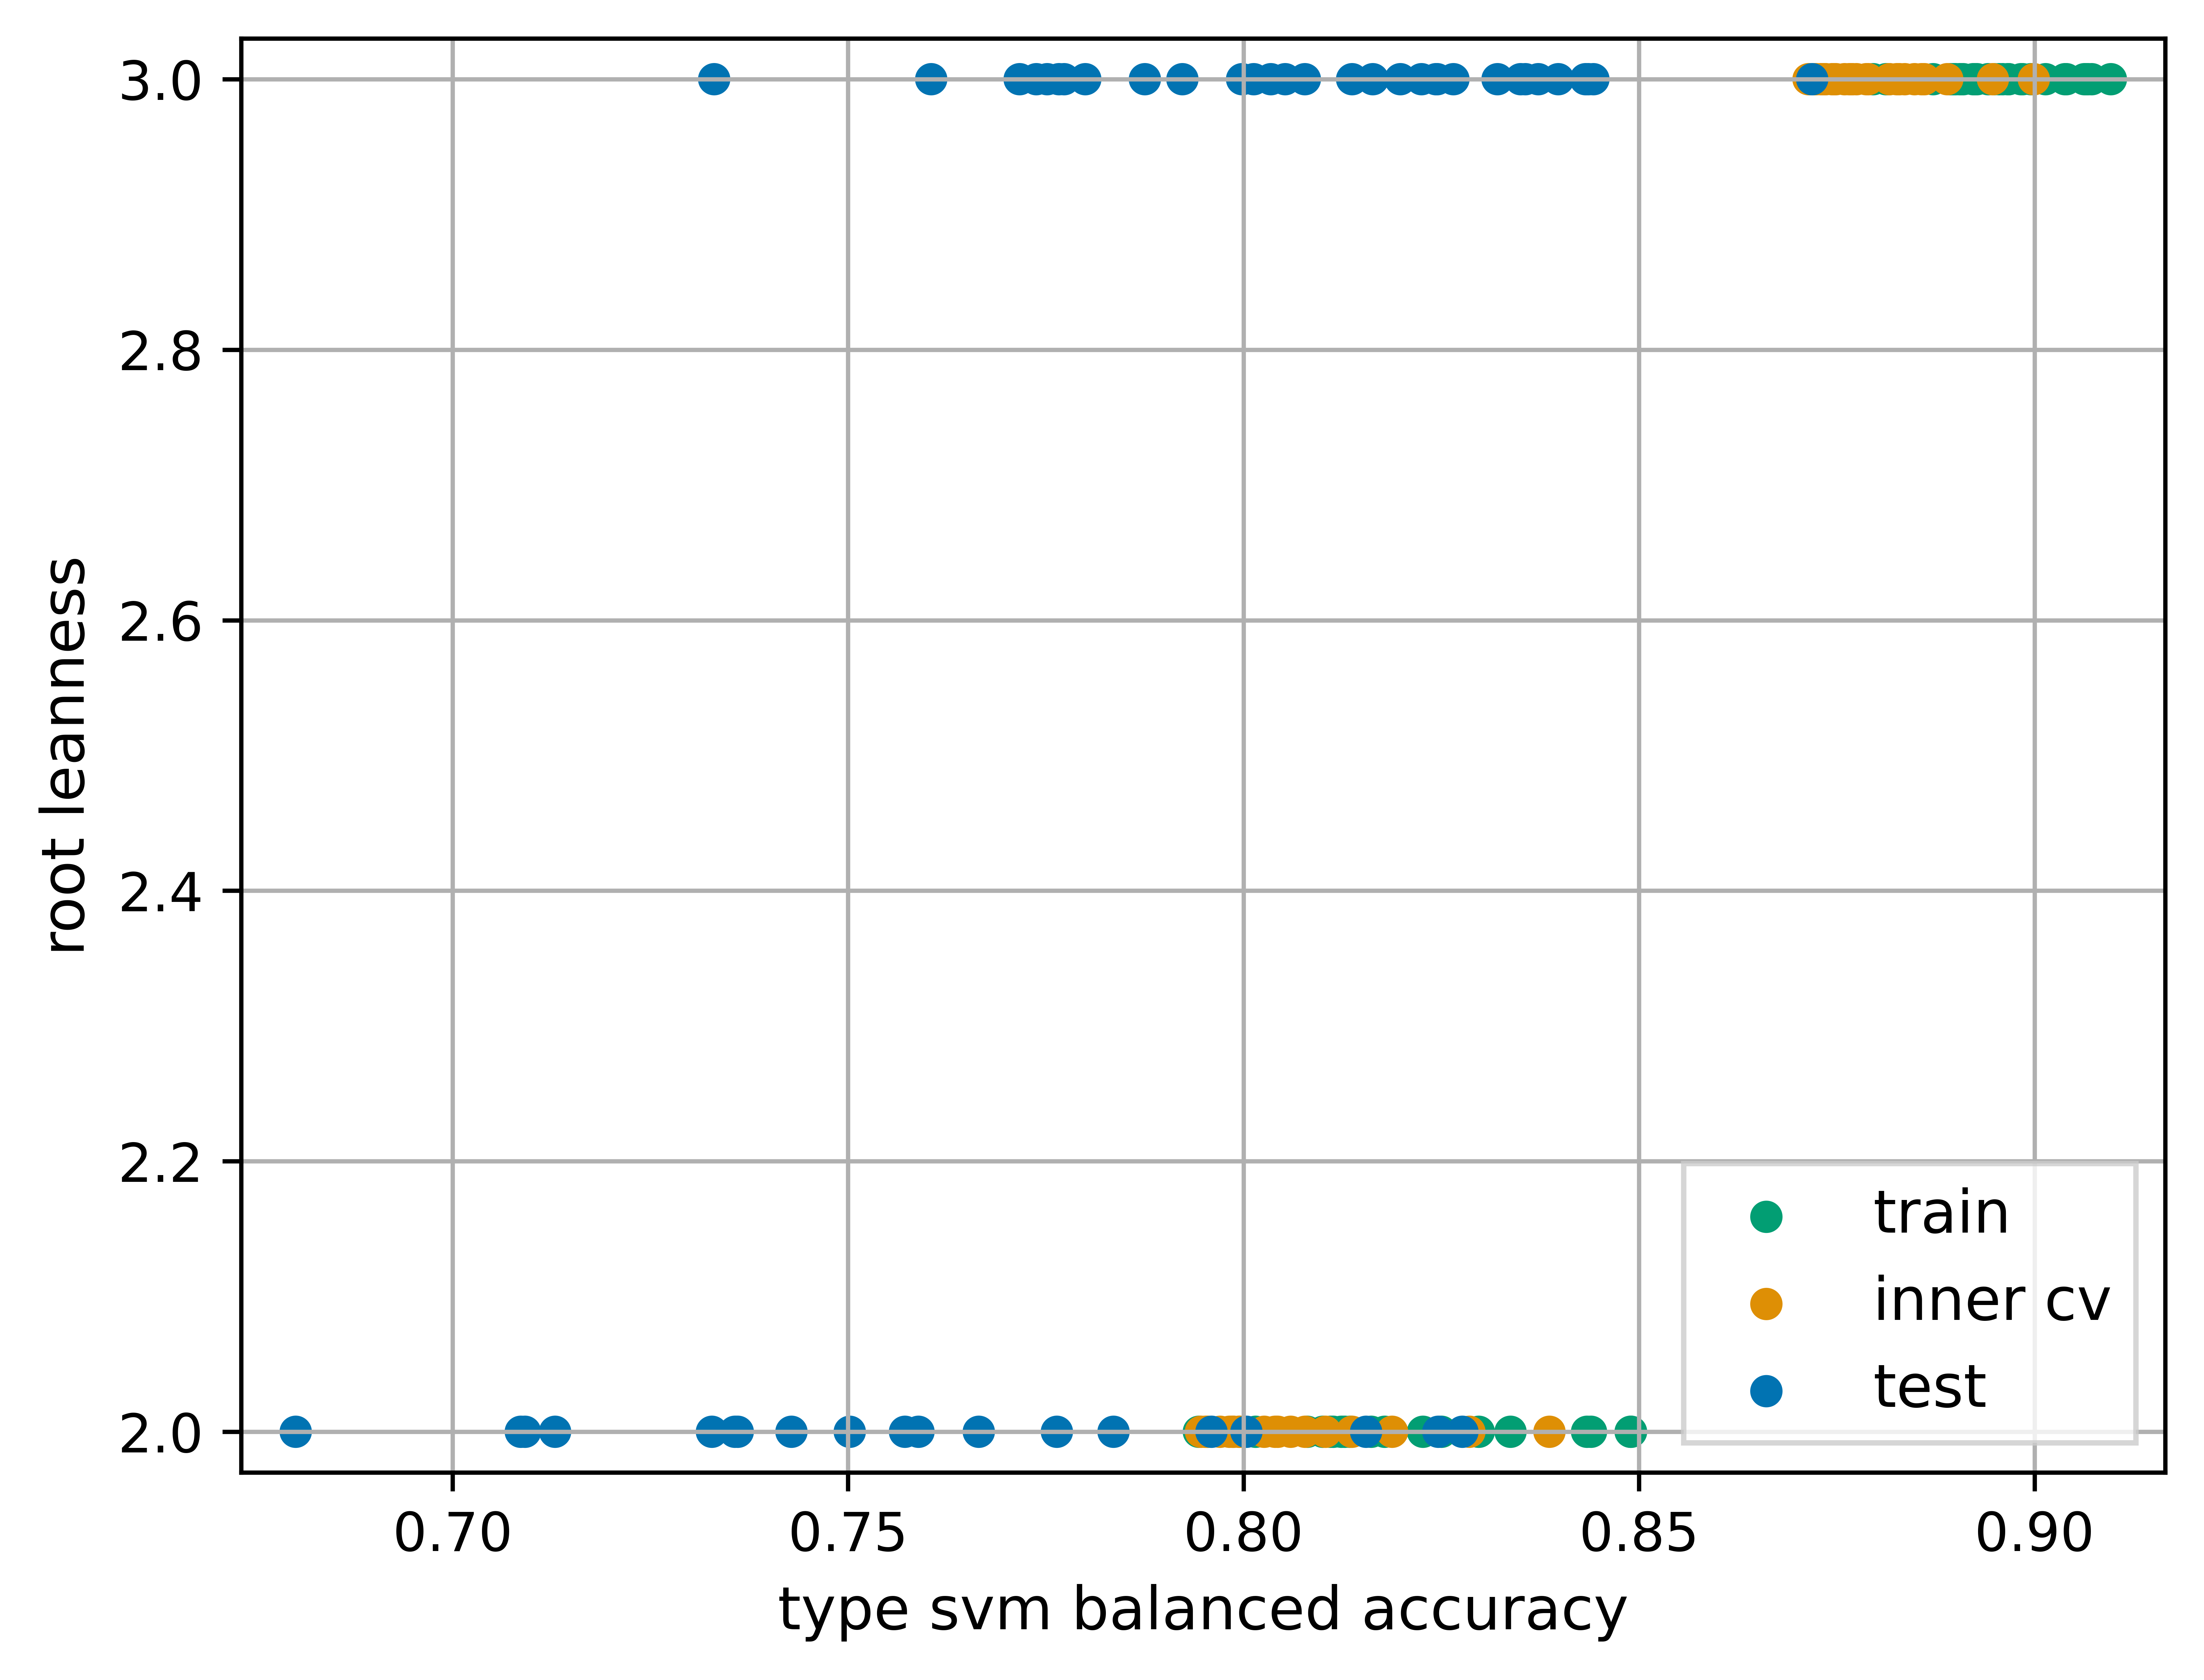 3.0
2.8
2.6
2.4
2.2
2.0
root leanness
train
inner cv
test
0.70 0.75 0.80 0.85 0.90
type svm balanced accuracy